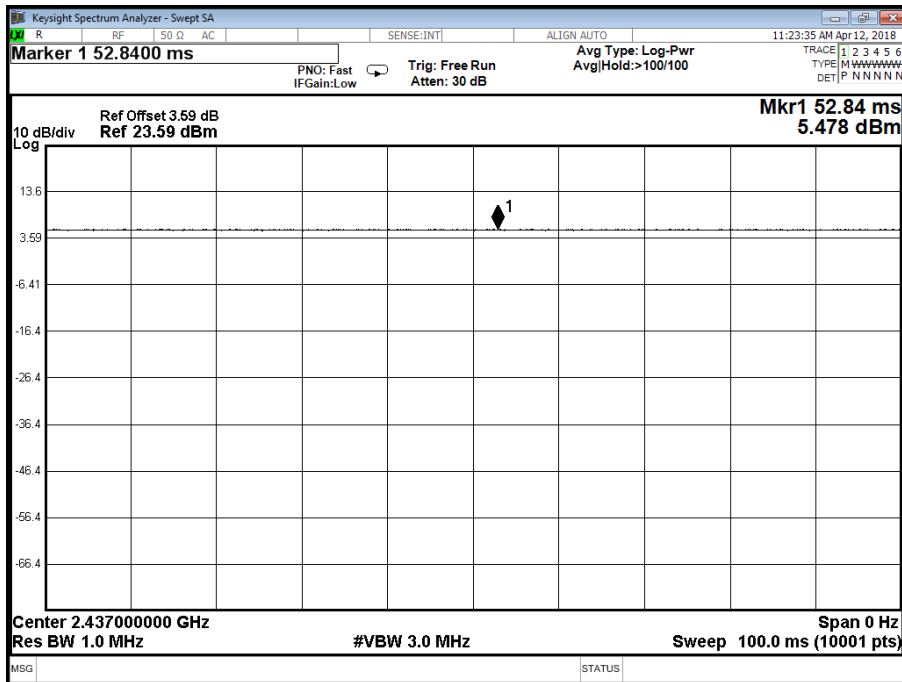 Keysight Spectrum Analyzer - Swept SA
LXI R RF 50 Ω AC SENSE:INT ALIGN AUTO 11:23:35 AM Apr 12, 2018
Marker 1 52.8400 ms
PNO: Fast
IFGain:Low
Trig: Free Run
Atten: 30 dB
Avg Type: Log-Pwr
Avg|Hold:>100/100
TRACE 1 2 3 4 5 6
TYPE M WWWWW
DET P N N N N N
Mkr1 52.84 ms
5.478 dBm
Ref Offset 3.59 dB
10 dB/div Ref 23.59 dBm
Log
13.6
1
3.59
-6.41
-16.4
-26.4
-36.4
-46.4
-56.4
-66.4
Center 2.437000000 GHz Span 0 Hz
Res BW 1.0 MHz #VBW 3.0 MHz Sweep 100.0 ms (10001 pts)
MSG STATUS